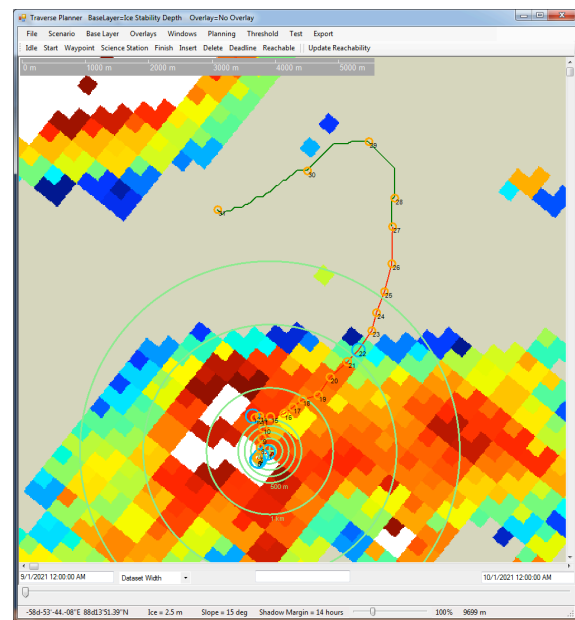 Traverse Planner BaseLayer=Ice Stability Depth Overlay=No Overlay
File Scenario Base Layer Overlays Windows Planning Threshold Test Export
Idle Start Waypoint Science Station Finish Insert Delete Deadline Reachable Update Reachability
0 m 1000 m 2000 m 3000 m 4000 m 5000 m
29
30
28
31
27
26
25
24
23
22
21
20
19
18
17
16
15
500 m
9/1/2021 12:00:00 AM Dataset Width 10/1/2021 12:00:00 AM
-58d-53'-44.-08"E 88d13'51.39"N Ice = 2.5 m Slope = 15 deg Shadow Margin = 14 hours 100% 9699 m